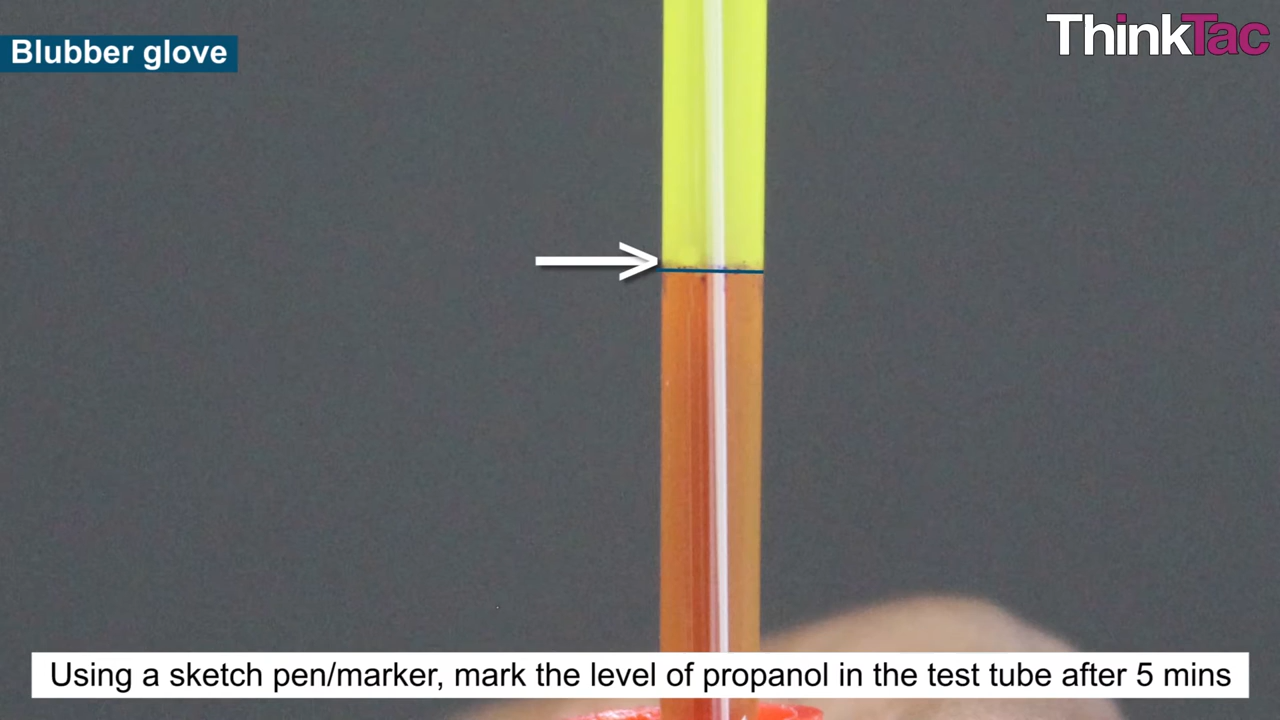 Blubber glove
ThinkTac
Using a sketch pen/marker, mark the level of propanol in the test tube after 5 mins